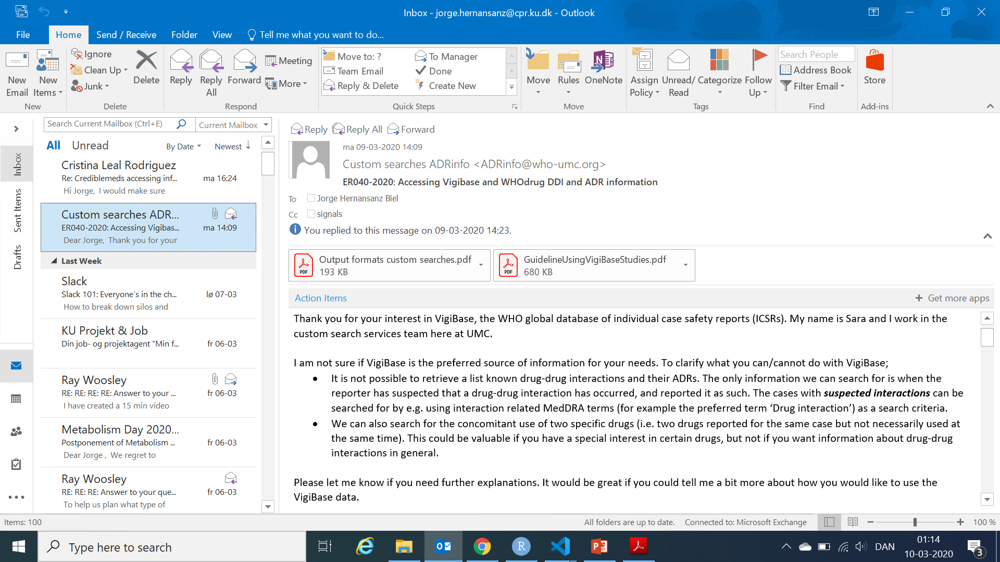 Inbox - jorge.hernansanz@cpr.ku.dk - Outlook
File Home Send / Receive Folder View Tell me what you want to do...
New Email
New Items
New
Ignore
Clean Up
Junk
Delete
Delete
Reply
Reply All
Forward
Meeting
More
Respond
Move to: ?
Team Email
Reply & Delete
To Manager
Done
Create New
Quick Steps
Move
Rules
OneNote
Move
Assign Policy
Unread/ Read
Categorize
Follow Up
Tags
Search People
Address Book
Filter Email
Find
Store
Add-ins
Search Current Mailbox (Ctrl+E) Current Mailbox
All Unread By Date Newest
Inbox
Sent Items
Drafts
Cristina Leal Rodriguez
Re: Crediblemeds accessing inf... ma 16:24
Hi Jorge, I would make sure
Custom searches ADR...
ER040-2020: Accessing Vigibas... ma 14:09
Dear Jorge, Thank you for your
Last Week
Slack
Slack 101: Everyone's in the ch... lø 07-03
How to break down silos and
KU Projekt & Job
Din job- og projektagent "Min f... fr 06-03
Ray Woosley
RE: RE: RE: RE: Answer to your ... fr 06-03
I have created a 15 min video
Metabolism Day 2020...
Postponement of Metabolism ... fr 06-03
Dear Jorge , We regret to
Ray Woosley
RE: RE: RE: Answer to your que... fr 06-03
To help us plan what type of
Reply Reply All Forward
ma 09-03-2020 14:09
Custom searches ADRinfo <ADRinfo@who-umc.org>
ER040-2020: Accessing Vigibase and WHOdrug DDI and ADR information
To Jorge Hernansanz Biel
Cc signals
You replied to this message on 09-03-2020 14:23.
PDF Output formats custom searches.pdf
193 KB
PDF GuidelineUsingVigiBaseStudies.pdf
680 KB
Action Items + Get more apps
Thank you for your interest in VigiBase, the WHO global database of individual case safety reports (ICSRs). My name is Sara and I work in the
custom search services team here at UMC.
I am not sure if VigiBase is the preferred source of information for your needs. To clarify what you can/cannot do with VigiBase;
• It is not possible to retrieve a list known drug-drug interactions and their ADRs. The only information we can search for is when the
reporter has suspected that a drug-drug interaction has occurred, and reported it as such. The cases with suspected interactions can be
searched for by e.g. using interaction related MedDRA terms (for example the preferred term ‘Drug interaction’) as a search criteria.
• We can also search for the concomitant use of two specific drugs (i.e. two drugs reported for the same case but not necessarily used at
the same time). This could be valuable if you have a special interest in certain drugs, but not if you want information about drug-drug
interactions in general.
Please let me know if you need further explanations. It would be great if you could tell me a bit more about how you would like to use the
VigiBase data.
Items: 100 All folders are up to date. Connected to: Microsoft Exchange 100 %
Type here to search
DAN
01:14
10-03-2020
3